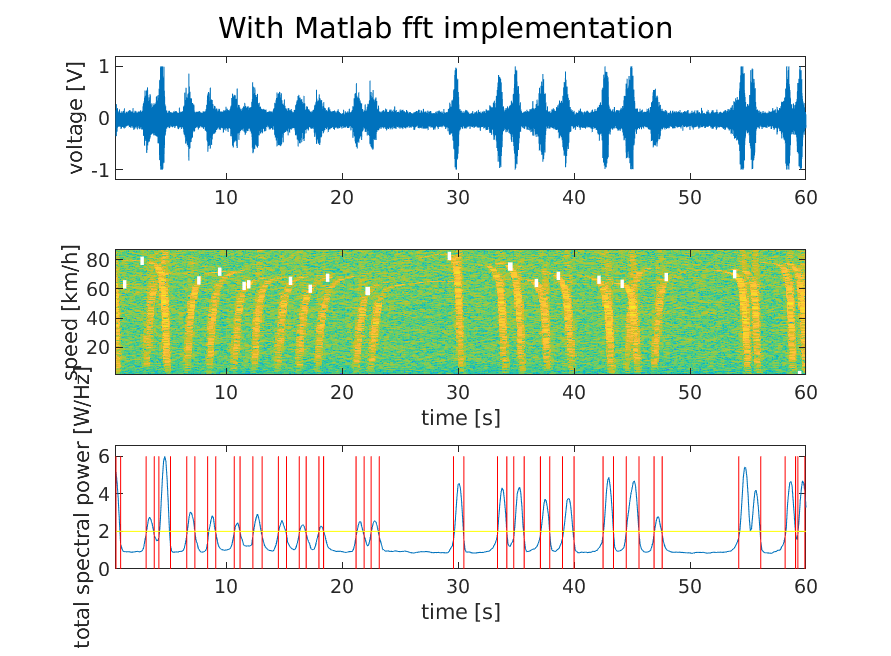 With Matlab fft implementation
voltage [V]
1
0
-1
10 20 30 40 50 60
speed [km/h]
80
60
40
20
10 20 30 40 50 60
time [s]
total spectral power [W/Hz]
6
4
2
0
10 20 30 40 50 60
time [s]